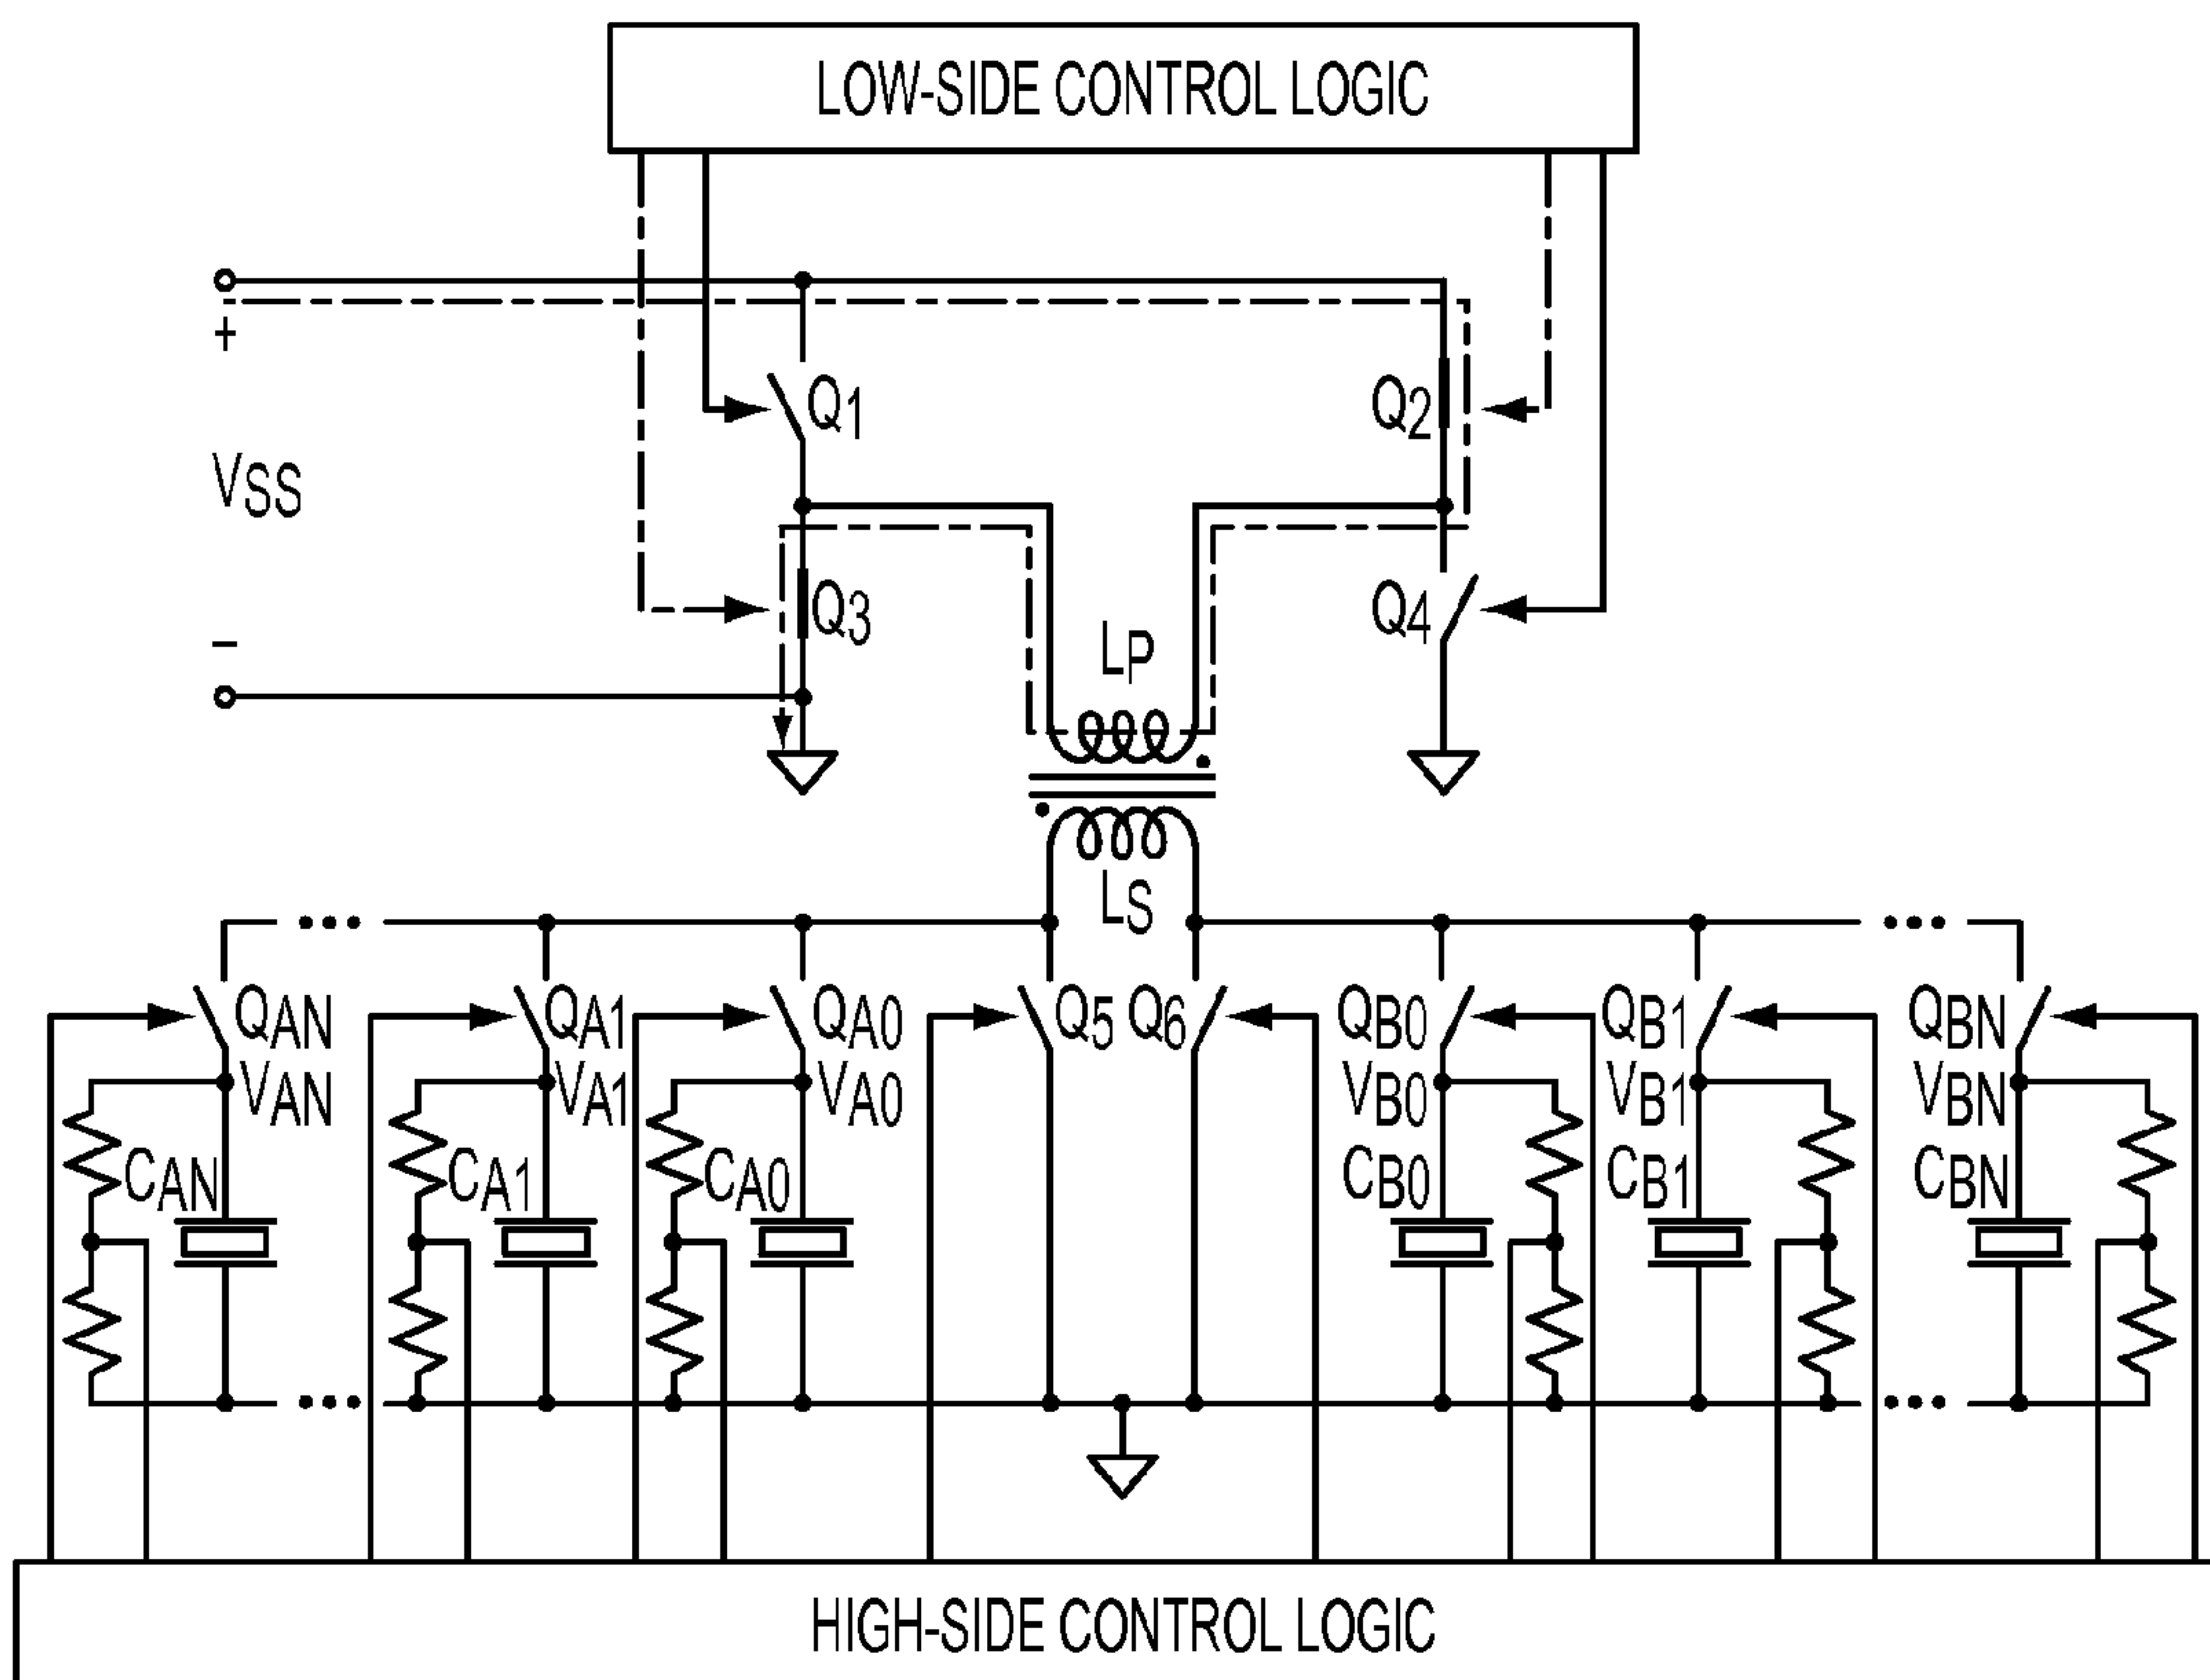 LOW-SIDE CONTROL LOGIC
+
VSS
−
Q1
Q2
Q3
Q4
LP
LS
QAN
QA1
QA0
Q5
Q6
QB0
QB1
QBN
VAN
VA1
VA0
VB0
VB1
VBN
CAN
CA1
CA0
CB0
CB1
CBN
HIGH-SIDE CONTROL LOGIC